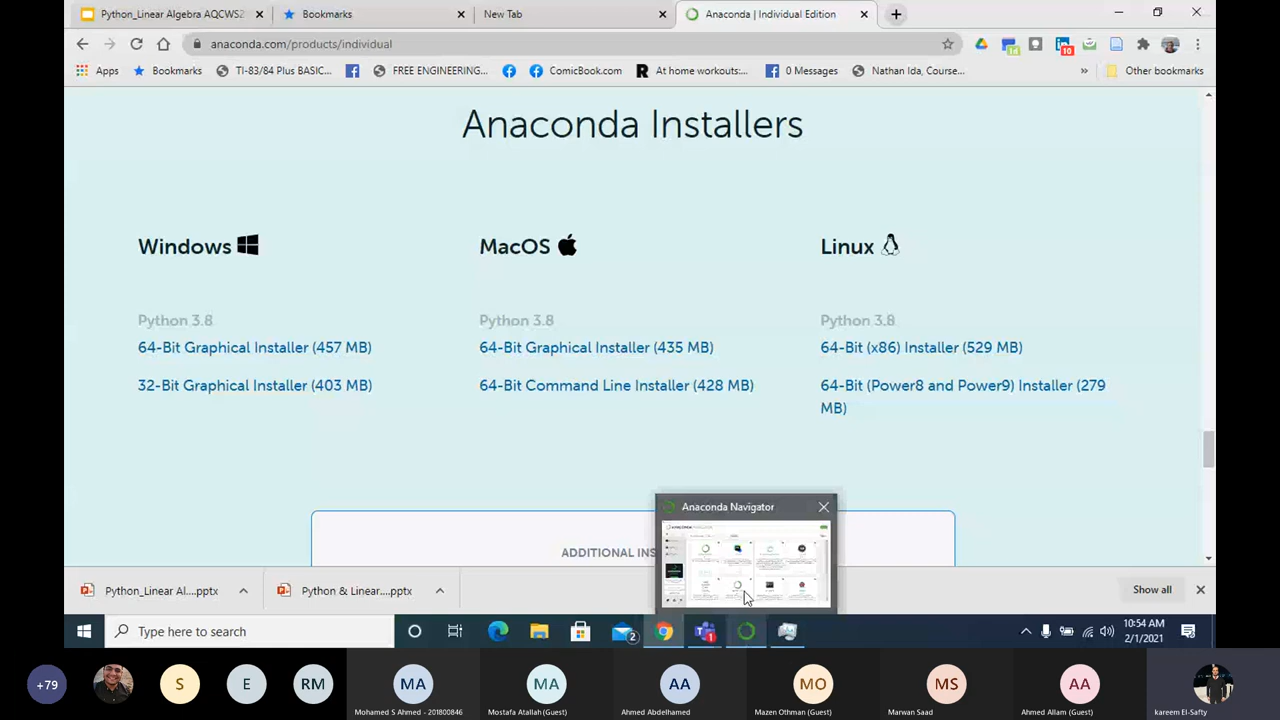 Python_Linear Algebra AQCWS2
Bookmarks
New Tab
Anaconda | Individual Edition
anaconda.com/products/individual
1d
10
Apps
Bookmarks
TI-83/84 Plus BASIC...
FREE ENGINEERING...
ComicBook.com
At home workouts:...
0 Messages
Nathan Ida, Course...
»
Other bookmarks
Anaconda Installers
Windows
MacOS
Linux
Python 3.8
Python 3.8
Python 3.8
64-Bit Graphical Installer (457 MB)
64-Bit Graphical Installer (435 MB)
64-Bit (x86) Installer (529 MB)
32-Bit Graphical Installer (403 MB)
64-Bit Command Line Installer (428 MB)
64-Bit (Power8 and Power9) Installer (279
MB)
Anaconda Navigator
ADDITIONAL INS
Python_Linear Al....pptx
Python & Linear....pptx
Show all
Type here to search
2
1
10:54 AM
2/1/2021
+79
S
E
RM
MA
MA
AA
MO
MS
AA
Mohamed S Ahmed - 201800846
Mostafa Atallah (Guest)
Ahmed Abdelhamed
Mazen Othman (Guest)
Marwan Saad
Ahmed Allam (Guest)
kareem El-Safty